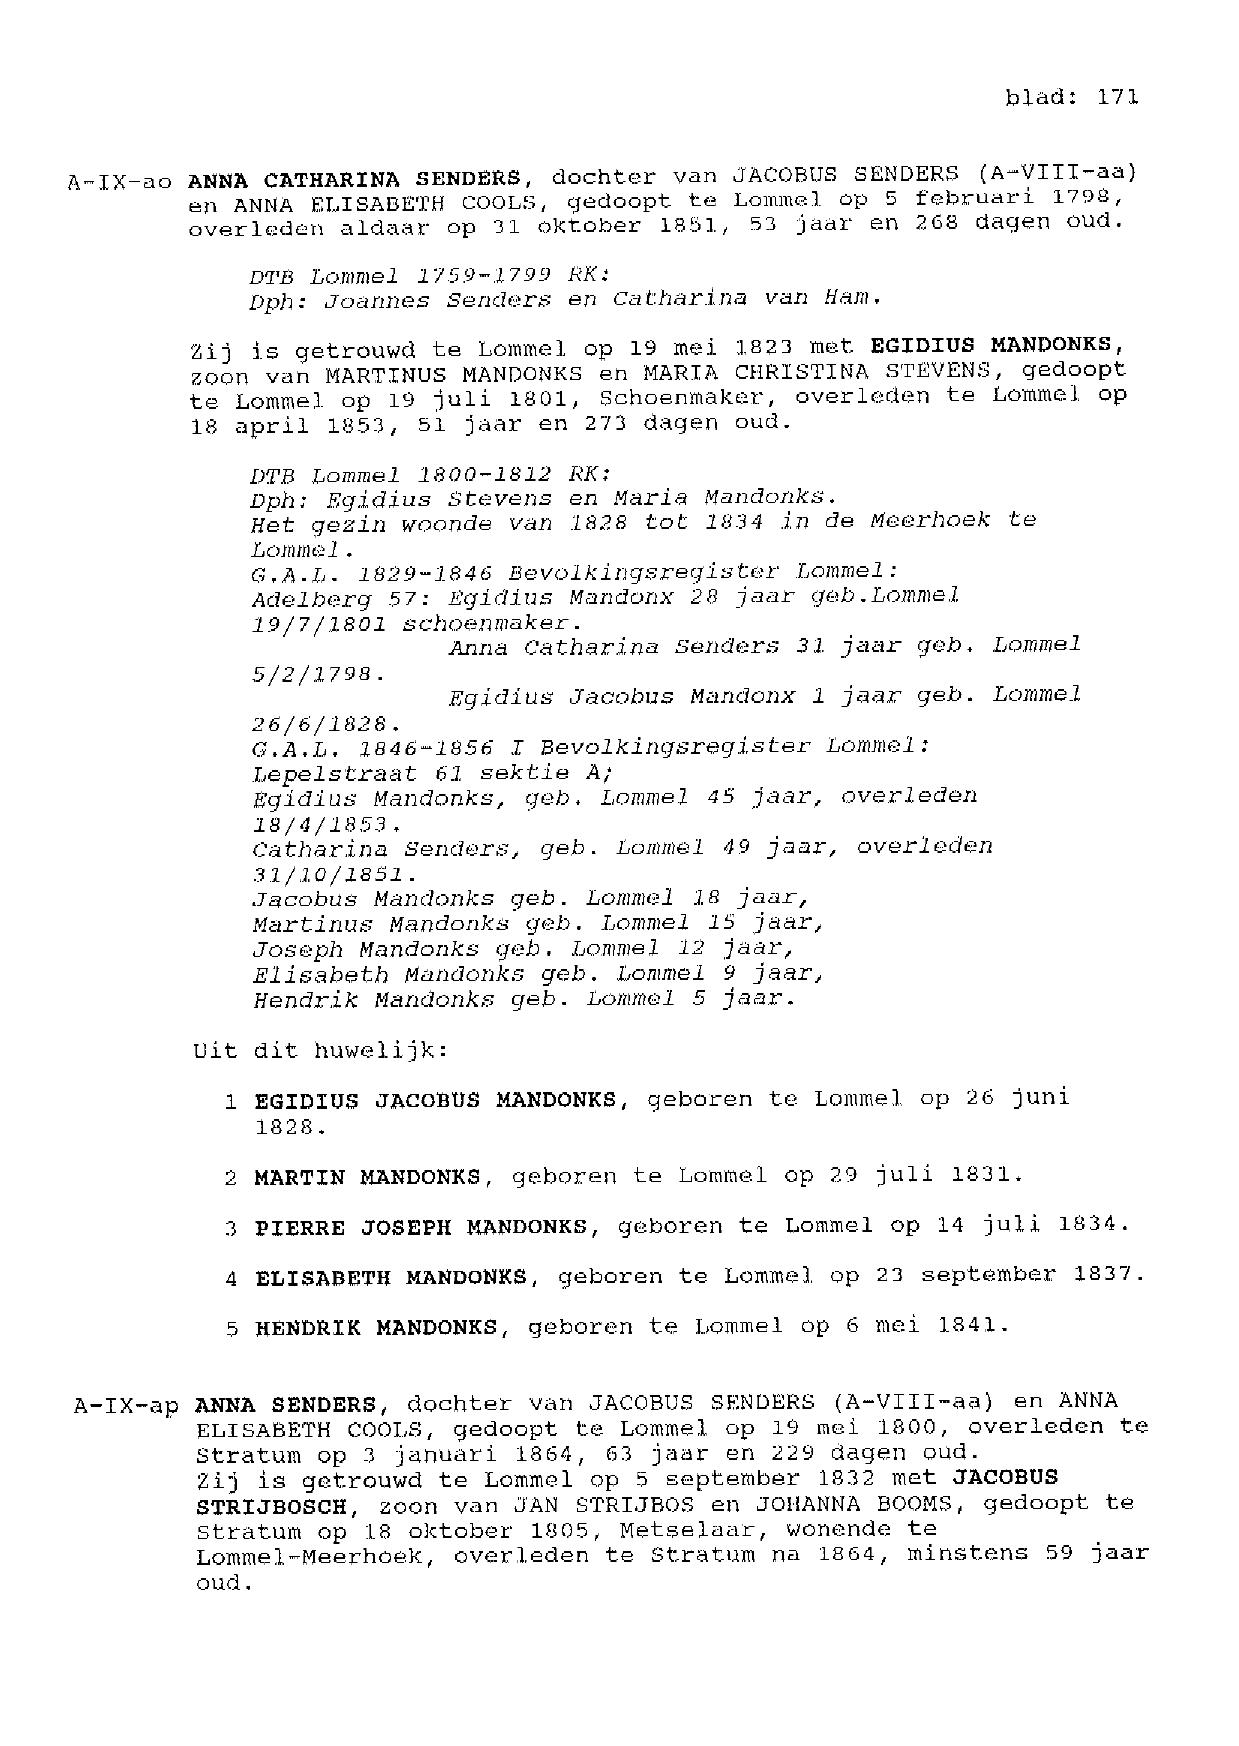 blad: 171
A-IX-ao ANNA CATHARINA SENDERS, dochter van JACOBUS SENDERS (A-VIII-aa)
en ANNA ELISABETH COOLS, gedoopt te Lommel op 5 februari 1798,
overleden aldaar op 31 oktober 1851, 53 jaar en 268 dagen oud.
DTB Lommel 1759-1799 RK:
Dph: Joannes Senders en Catharina van Ham.
Zij is getrouwd te Lommel op 19 mei 1823 met EGIDIUS MANDONKS,
zoon van MARTINUS MANDONKS en MARIA CHRISTINA STEVENS, gedoopt
te Lommel op 19 juli 1801, Schoenmaker, overleden te Lommel op
18 april 1853, 51 jaar en 273 dagen oud.
DTB Lommel 1800-1812 RK:
Dph: Egidius Stevens en Maria Mandonks.
Het gezin woonde van 1828 tot 1834 in de Meerhoek te
Lommel.
G.A.L. 1829-1846 Bevolkingsregister Lommel:
Adelberg 57: Egidius Mandonx 28 jaar geb.Lommel
19/7/1801 schoenmaker.
Anna Catharina Senders 31 jaar geb. Lommel
5/2/1798.
Egidius Jacobus Mandonx 1 jaar geb. Lommel
26/6/1828.
G.A.L. 1846-1856 I Bevolkingsregister Lommel:
Lepelstraat 61 sektie A;
Egidius Mandonks, geb. Lommel 45 jaar, overleden
18/4/1853.
Catharina Senders, geb. Lommel 49 jaar, overleden
31/10/1851.
Jacobus Mandonks geb. Lommel 18 jaar,
Martinus Mandonks geb. Lommel 15 jaar,
Joseph Mandonks geb. Lommel 12 jaar,
Elisabeth Mandonks geb. Lommel 9 jaar,
Hendrik Mandonks geb. Lommel 5 jaar.
Uit dit huwelijk:
1 EGIDIUS JACOBUS MANDONKS, geboren te Lommel op 26 juni
1828.
2 MARTIN MANDONKS, geboren te Lommel op 29 juli 1831.
3 PIERRE JOSEPH MANDONKS, geboren te Lommel op 14 juli 1834.
4 ELISABETH MANDONKS, geboren te Lommel op 23 september 1837.
5 HENDRIK MANDONKS, geboren te Lommel op 6 mei 1841.
A-IX-ap ANNA SENDERS, dochter van JACOBUS SENDERS (A-VIII-aa) en ANNA
ELISABETH COOLS, gedoopt te Lommel op 19 mei 1800, overleden te
Stratum op 3 januari 1864, 63 jaar en 229 dagen oud.
Zij is getrouwd te Lommel op 5 september 1832 met JACOBUS
STRIJBOSCH, zoon van JAN STRIJBOS en JOHANNA BOOMS, gedoopt te
Stratum op 18 oktober 1805, Metselaar, wonende te
Lommel-Meerhoek, overleden te Stratum na 1864, minstens 59 jaar
oud.